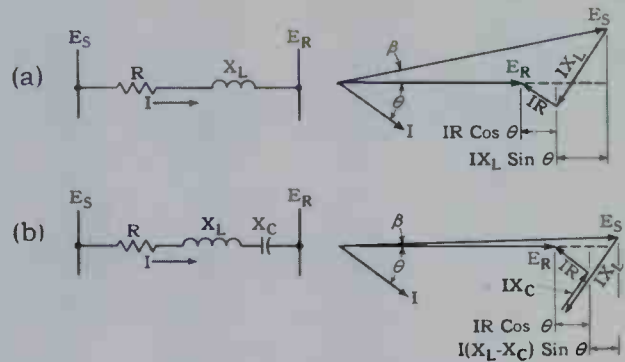 (a)
E_S
R
X_L
I
E_R
β
θ
I
E_R
IR
IX_L
E_S
IR Cos θ
IX_L Sin θ
(b)
E_S
R
X_L
X_C
I
E_R
β
θ
I
E_R
IR
IX_L
IX_C
E_S
IR Cos θ
I(X_L-X_C) Sin θ